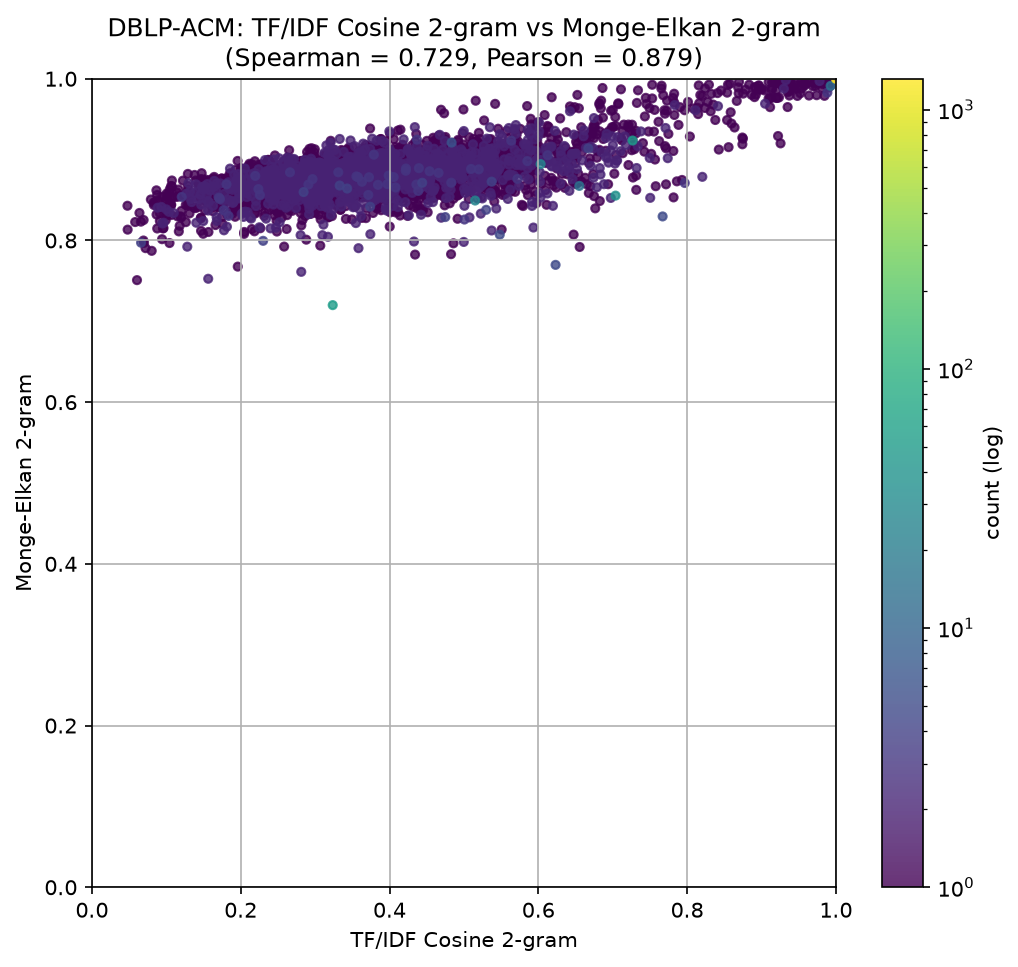 DBLP-ACM: TF/IDF Cosine 2-gram vs Monge-Elkan 2-gram
(Spearman = 0.729, Pearson = 0.879)
1.0
0.8
0.6
0.4
0.2
0.0
Monge-Elkan 2-gram
0.0 0.2 0.4 0.6 0.8 1.0
TF/IDF Cosine 2-gram
10³
10²
10¹
10⁰
count (log)